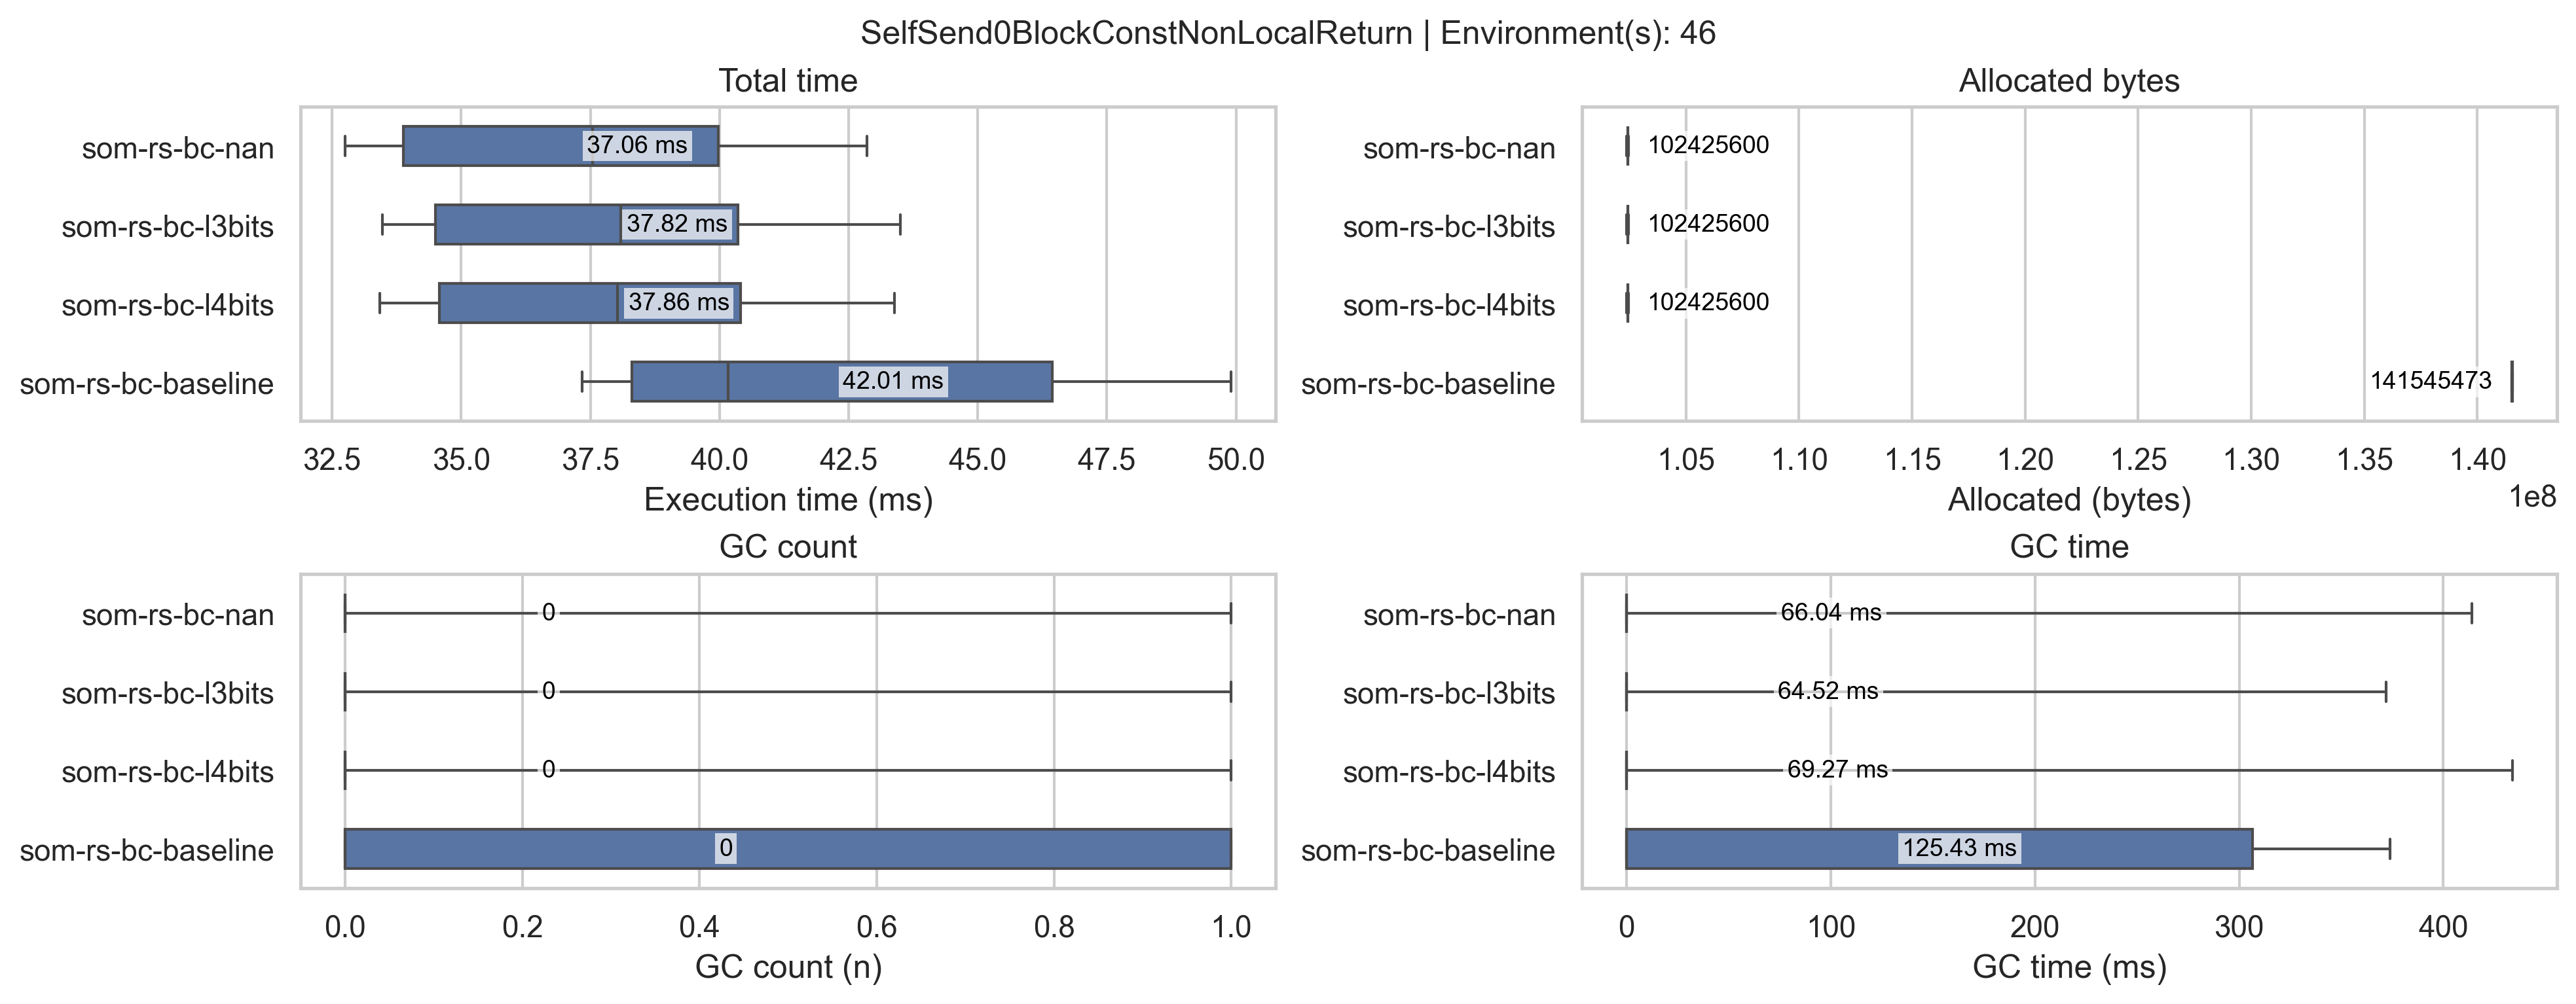 SelfSend0BlockConstNonLocalReturn | Environment(s): 46
Total time
som-rs-bc-nan
37.06 ms
som-rs-bc-l3bits
37.82 ms
som-rs-bc-l4bits
37.86 ms
som-rs-bc-baseline
42.01 ms
32.5 35.0 37.5 40.0 42.5 45.0 47.5 50.0
Execution time (ms)
Allocated bytes
som-rs-bc-nan
102425600
som-rs-bc-l3bits
102425600
som-rs-bc-l4bits
102425600
som-rs-bc-baseline
141545473
1.05 1.10 1.15 1.20 1.25 1.30 1.35 1.40
1e8
Allocated (bytes)
GC count
som-rs-bc-nan
0
som-rs-bc-l3bits
0
som-rs-bc-l4bits
0
som-rs-bc-baseline
0
0.0 0.2 0.4 0.6 0.8 1.0
GC count (n)
GC time
som-rs-bc-nan
66.04 ms
som-rs-bc-l3bits
64.52 ms
som-rs-bc-l4bits
69.27 ms
som-rs-bc-baseline
125.43 ms
0 100 200 300 400
GC time (ms)